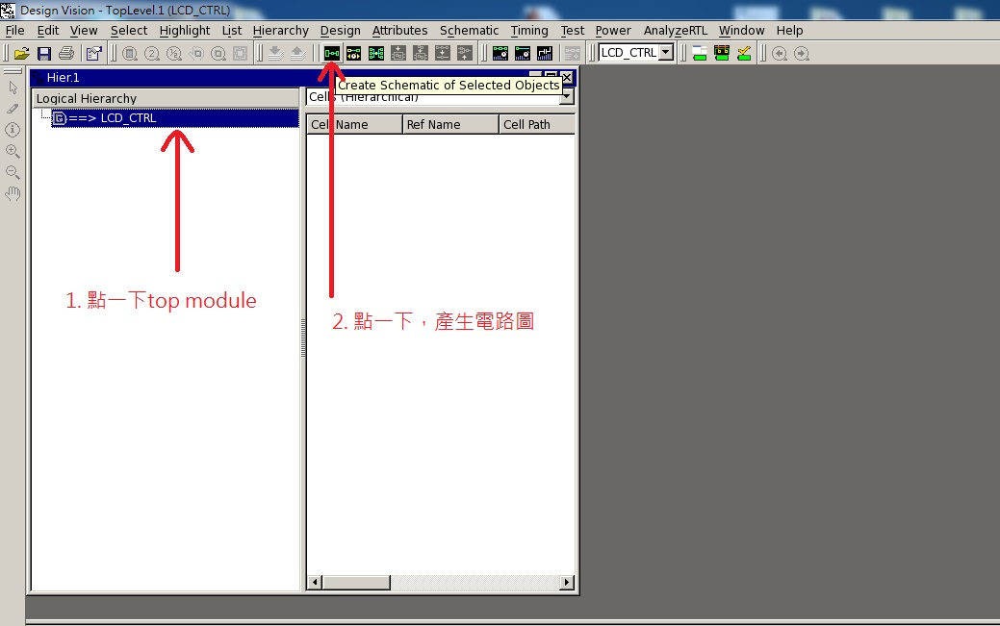 Design Vision - TopLevel.1 (LCD_CTRL)
File Edit View Select Highlight List Hierarchy Design Attributes Schematic Timing Test Power AnalyzeRTL Window Help
LCD_CTRL
Hier.1
Create Schematic of Selected Objects
Logical Hierarchy
Cells (Hierarchical)
==> LCD_CTRL
Cell Name Ref Name Cell Path
1. 點一下top module
2. 點一下，產生電路圖